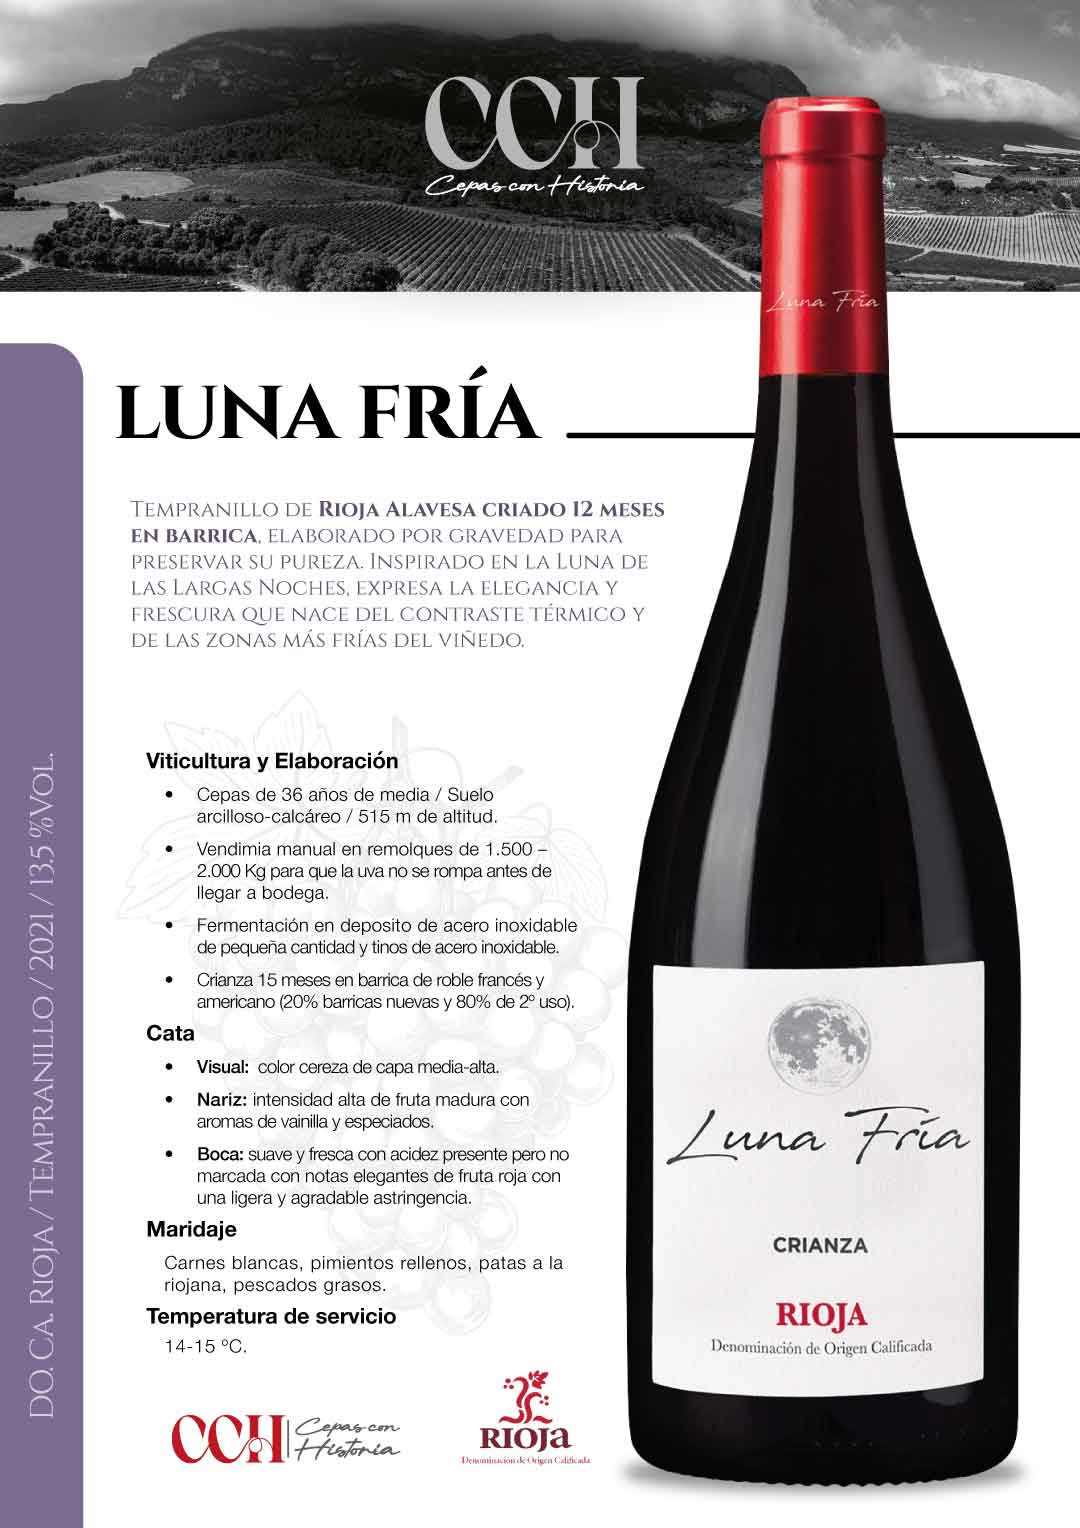 CCH
Cepas con Historia
Luna Fría
LUNA FRÍA
Tempranillo de Rioja Alavesa criado 12 meses
en barrica, elaborado por gravedad para
preservar su pureza. Inspirado en la Luna de
las Largas Noches, expresa la elegancia y
frescura que nace del contraste térmico y
de las zonas más frías del viñedo.
Viticultura y Elaboración
• Cepas de 36 años de media / Suelo
arcilloso-calcáreo / 515 m de altitud.
• Vendimia manual en remolques de 1.500 –
2.000 Kg para que la uva no se rompa antes de
llegar a bodega.
• Fermentación en deposito de acero inoxidable
de pequeña cantidad y tinos de acero inoxidable.
• Crianza 15 meses en barrica de roble francés y
americano (20% barricas nuevas y 80% de 2º uso).
Cata
• Visual: color cereza de capa media-alta.
• Nariz: intensidad alta de fruta madura con
aromas de vainilla y especiados.
• Boca: suave y fresca con acidez presente pero no
marcada con notas elegantes de fruta roja con
una ligera y agradable astringencia.
Maridaje
Carnes blancas, pimientos rellenos, patas a la
riojana, pescados grasos.
Temperatura de servicio
14-15 ºC.
DO. Ca. Rioja / Tempranillo / 2021 / 13.5 %Vol.
Luna Fría
CRIANZA
RIOJA
Denominación de Origen Calificada
CCH
Cepas con
Historia
RIOJA
Denominación de Origen Calificada